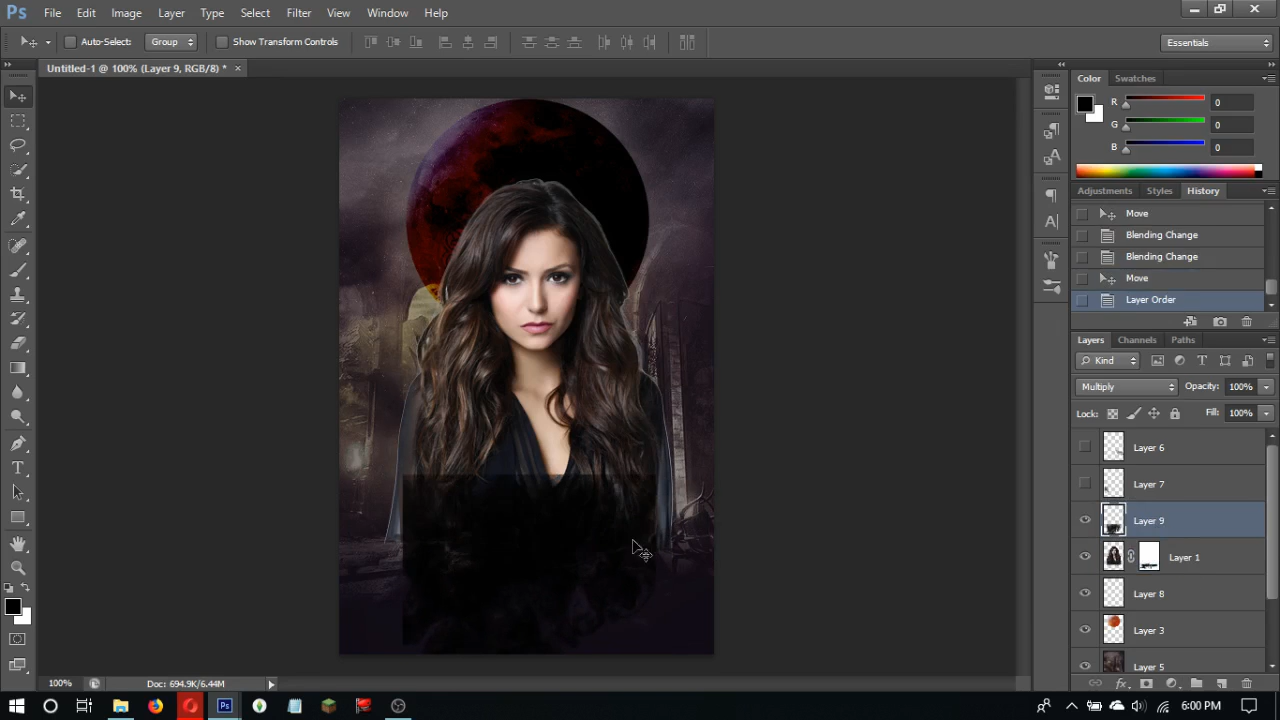 Ps File Edit Image Layer Type Select Filter 3D View Window Help
Auto-Select: Group Show Transform Controls Essentials
Untitled-1 @ 100% (Layer 9, RGB/8) * ×
Color Swatches
R 0
G 0
B 0
Adjustments Styles History
Move
Blending Change
Blending Change
Move
Layer Order
Layers Channels Paths
Kind
Multiply Opacity: 100%
Lock: Fill: 100%
Layer 6
Layer 7
Layer 9
Layer 1
Layer 8
Layer 3
Layer 5
100% Doc: 694.9K/6.44M
6:00 PM